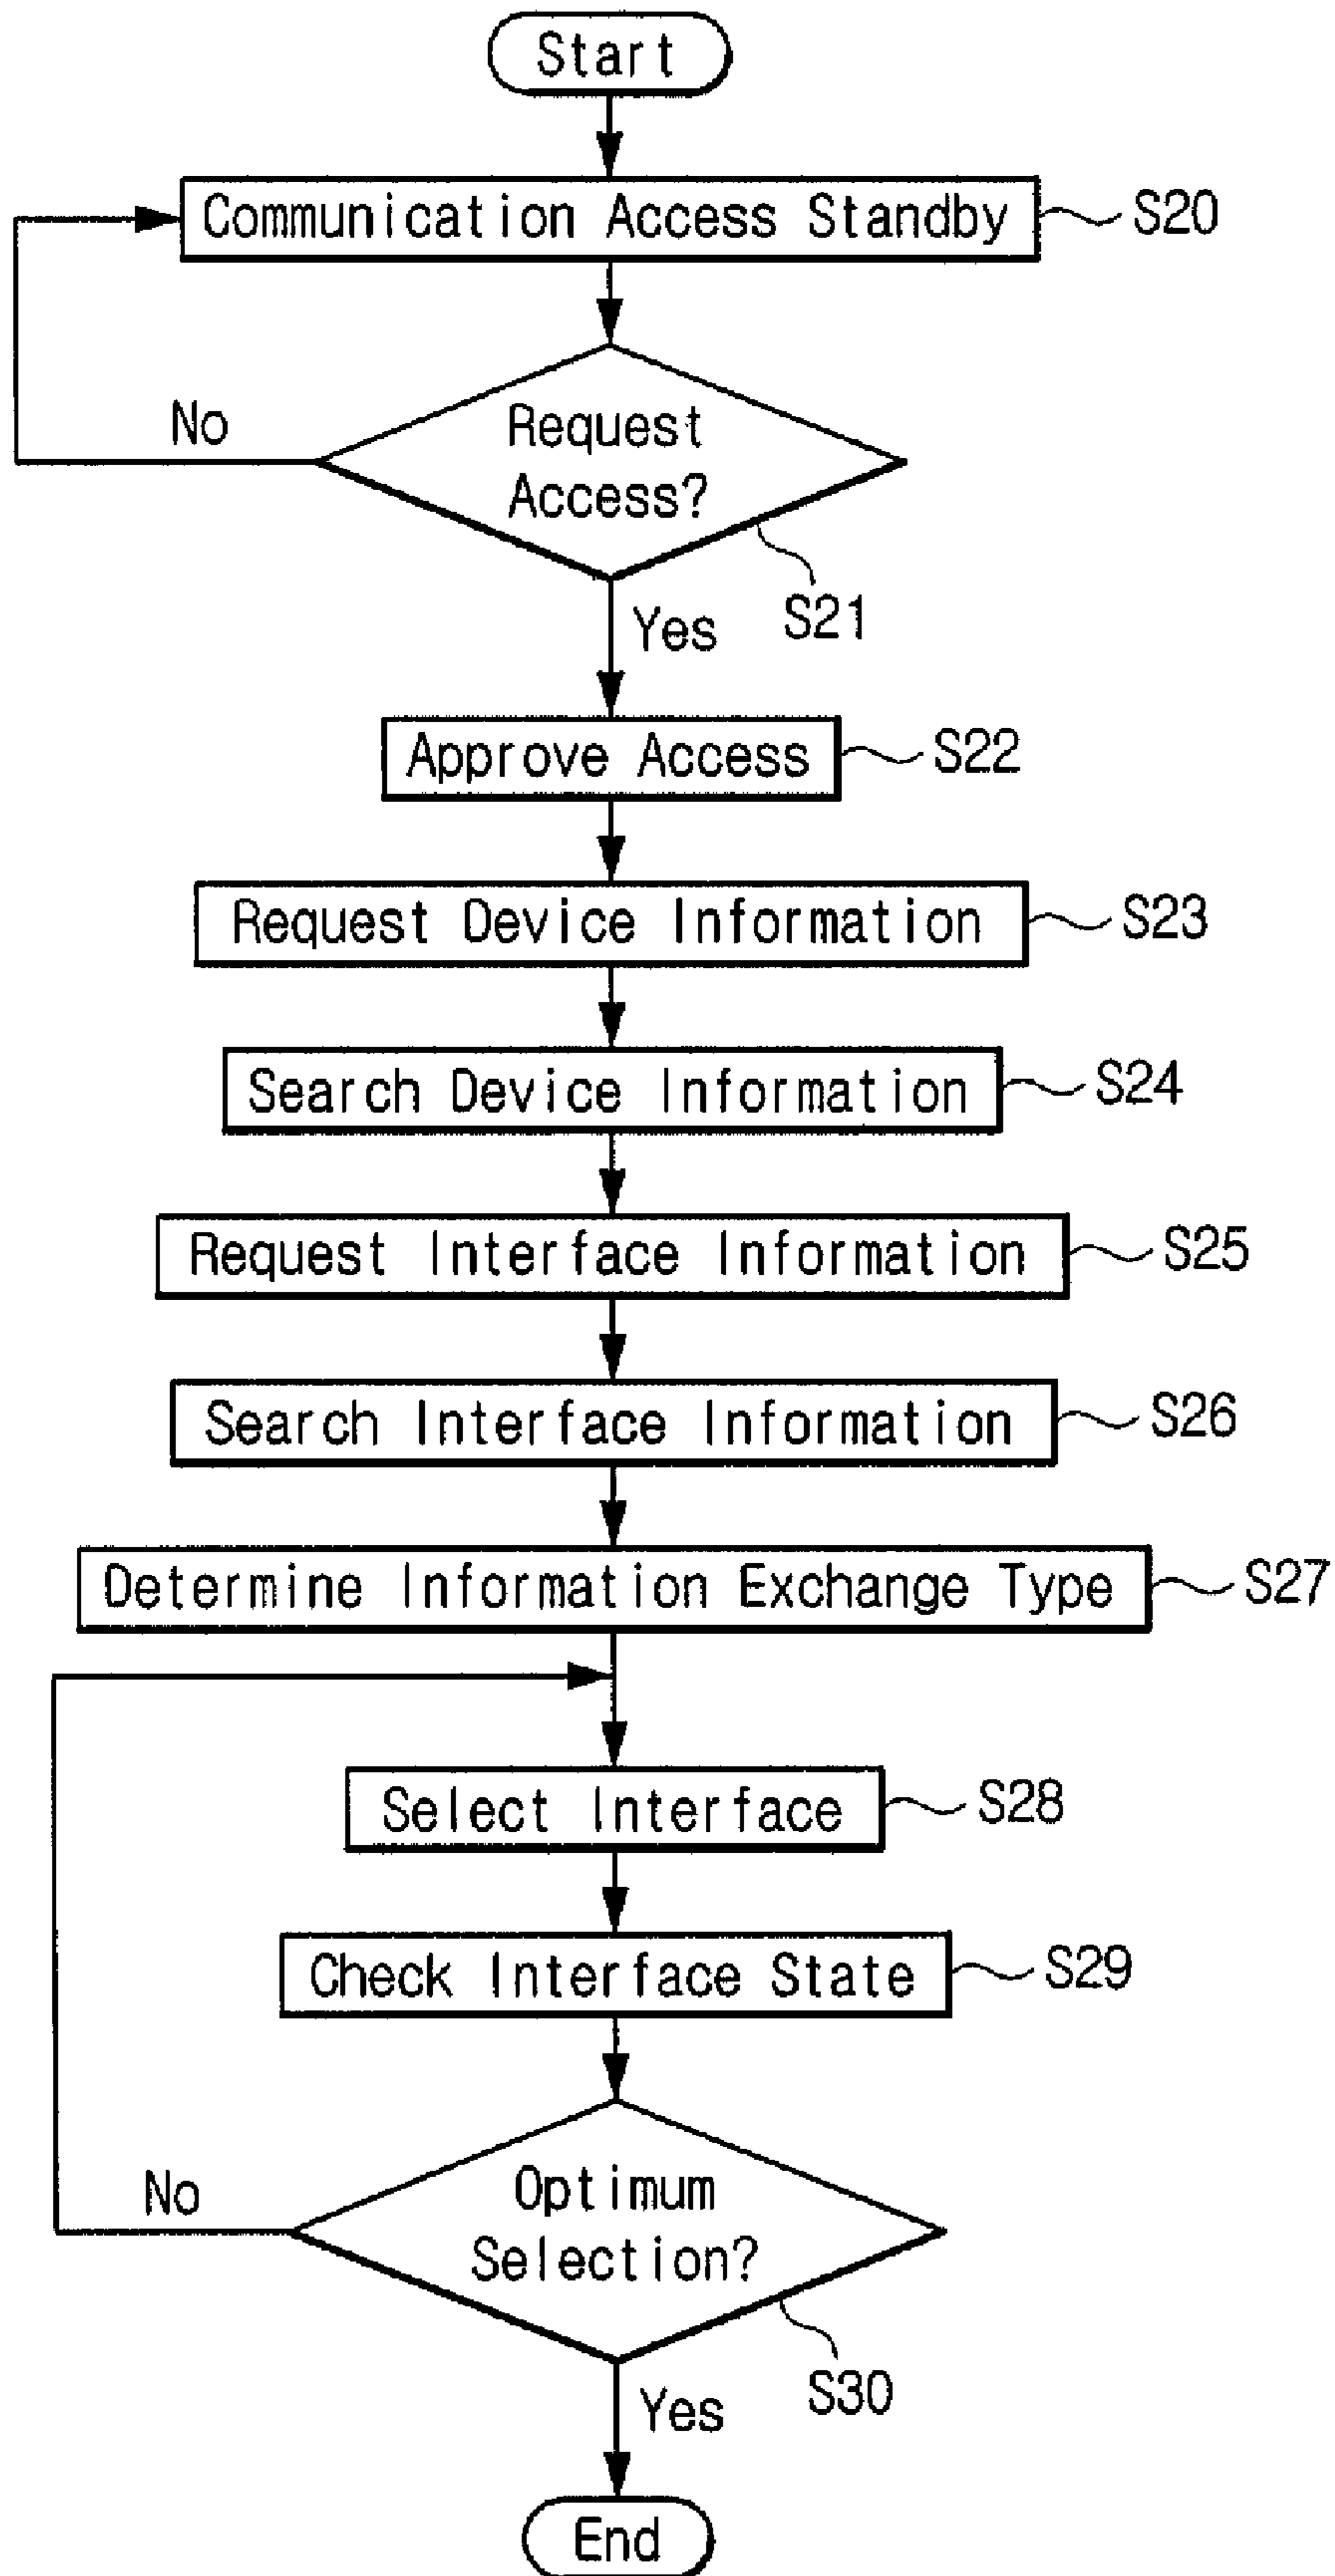 Start
Communication Access Standby
S20
No
Request
Access?
S21
Yes
Approve Access
S22
Request Device Information
S23
Search Device Information
S24
Request Interface Information
S25
Search Interface Information
S26
Determine Information Exchange Type
S27
Select Interface
S28
Check Interface State
S29
No
Optimum
Selection?
S30
Yes
End